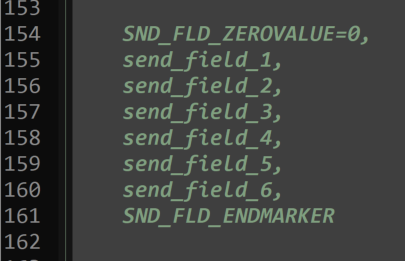 153
154 SND_FLD_ZEROVALUE=0,
155 send_field_1,
156 send_field_2,
157 send_field_3,
158 send_field_4,
159 send_field_5,
160 send_field_6,
161 SND_FLD_ENDMARKER
162